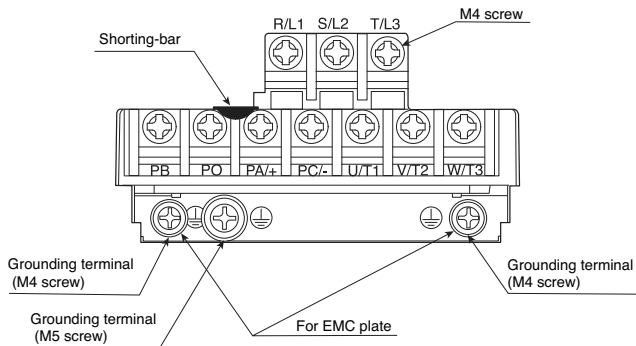 R/L1 S/L2 T/L3
M4 screw
Shorting-bar
PB PO PA/+ PC/- U/T1 V/T2 W/T3
Grounding terminal
(M4 screw)
Grounding terminal
(M5 screw)
For EMC plate
Grounding terminal
(M4 screw)